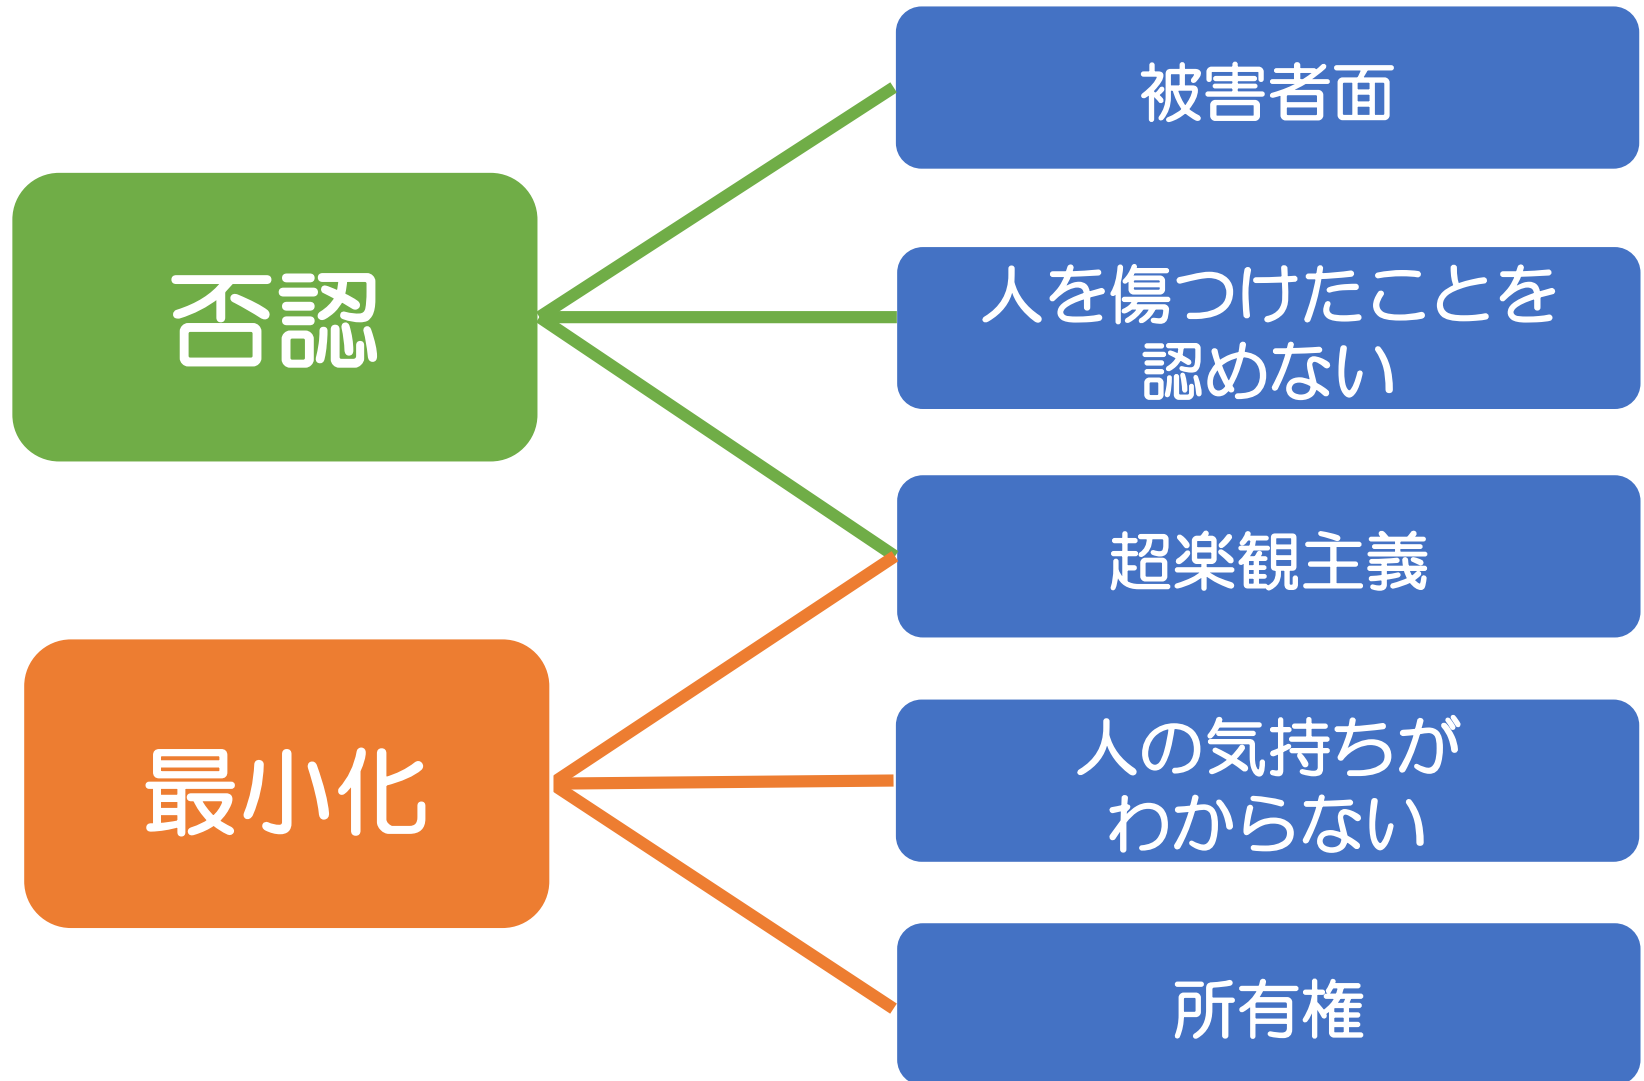 被害者面
否認
人を傷つけたことを
認めない
超楽観主義
最小化
人の気持ちが
わからない
所有権